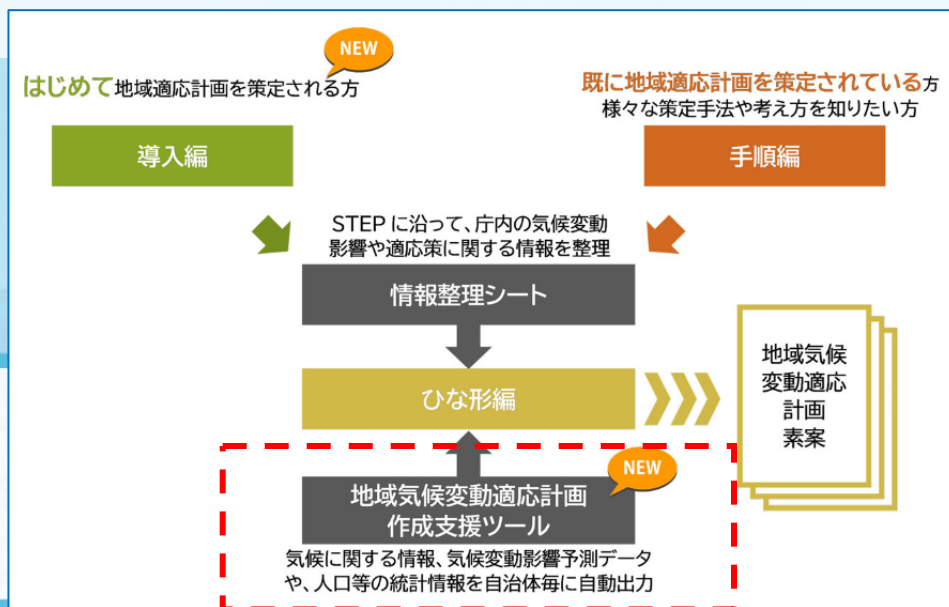 NEW
はじめて地域適応計画を策定される方
既に地域適応計画を策定されている方
様々な策定手法や考え方を知りたい方
導入編
手順編
STEPに沿って、庁内の気候変動
影響や適応策に関する情報を整理
情報整理シート
ひな形編
地域気候
変動適応
計画
素案
NEW
地域気候変動適応計画
作成支援ツール
気候に関する情報、気候変動影響予測データ
や、人口等の統計情報を自治体毎に自動出力